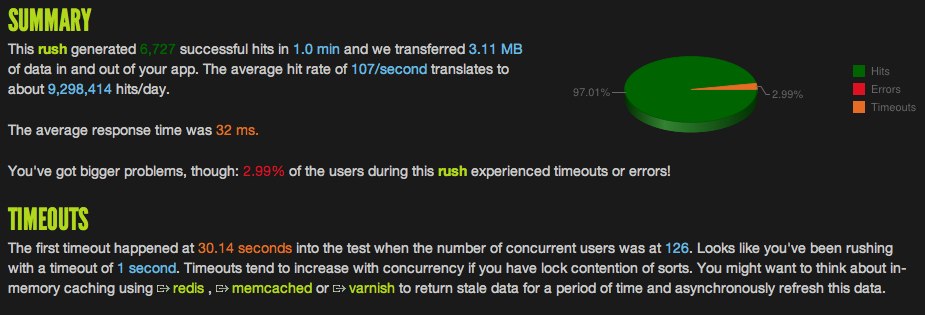 SUMMARY
This rush generated 6,727 successful hits in 1.0 min and we transferred 3.11 MB
of data in and out of your app. The average hit rate of 107/second translates to
about 9,298,414 hits/day.
The average response time was 32 ms.
You've got bigger problems, though: 2.99% of the users during this rush experienced timeouts or errors!
97.01%
2.99%
Hits
Errors
Timeouts
TIMEOUTS
The first timeout happened at 30.14 seconds into the test when the number of concurrent users was at 126. Looks like you've been rushing
with a timeout of 1 second. Timeouts tend to increase with concurrency if you have lock contention of sorts. You might want to think about in-
memory caching using redis , memcached or varnish to return stale data for a period of time and asynchronously refresh this data.